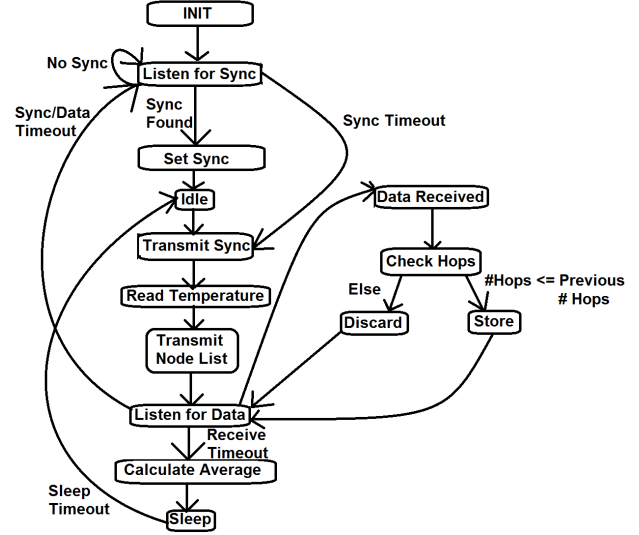 INIT
No Sync
Listen for Sync
Sync/Data
Timeout
Sync
Found
Sync Timeout
Set Sync
Idle
Data Received
Transmit Sync
Check Hops
Read Temperature
Else
#Hops <= Previous
# Hops
Transmit
Node List
Discard
Store
Listen for Data
Receive
Timeout
Calculate Average
Sleep
Timeout
Sleep